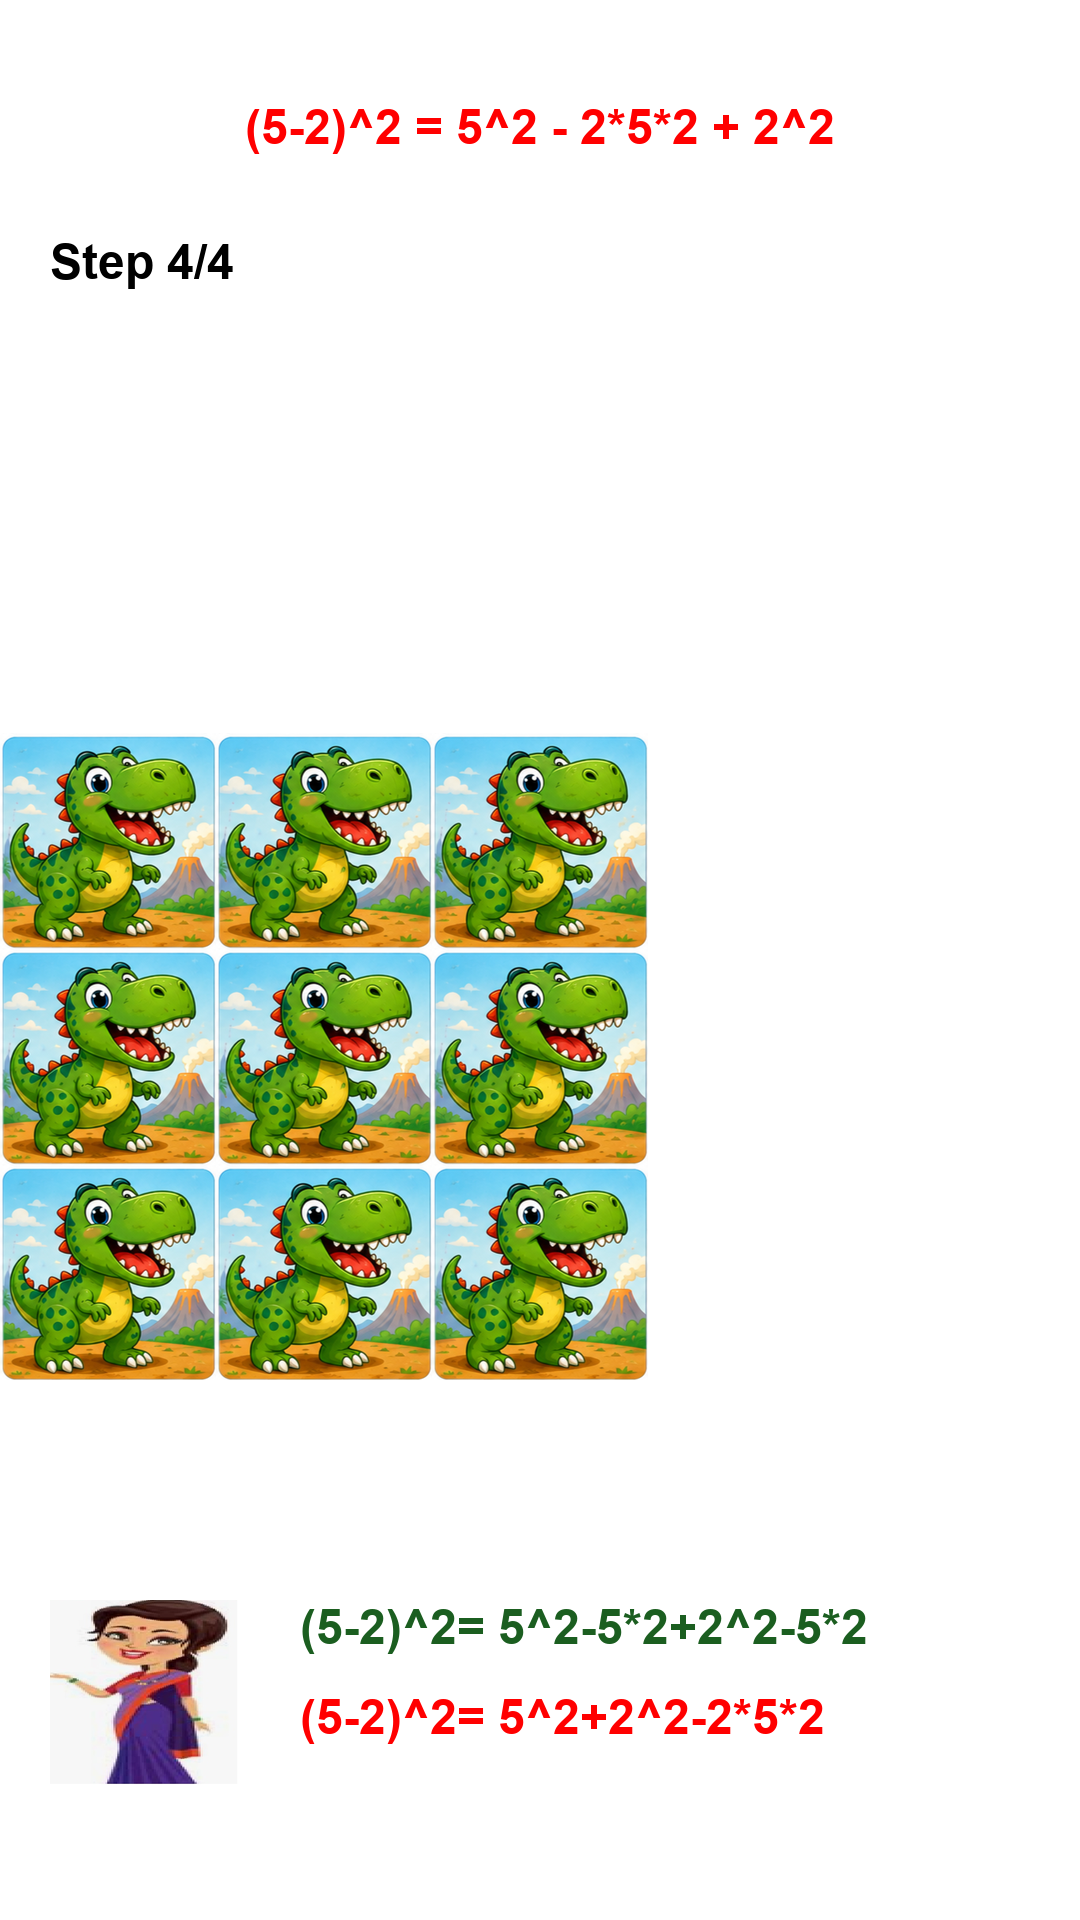 (5-2)^2 = 5^2 - 2*5*2 + 2^2
Step 4/4
(5-2)^2= 5^2-5*2+2^2-5*2
(5-2)^2= 5^2+2^2-2*5*2